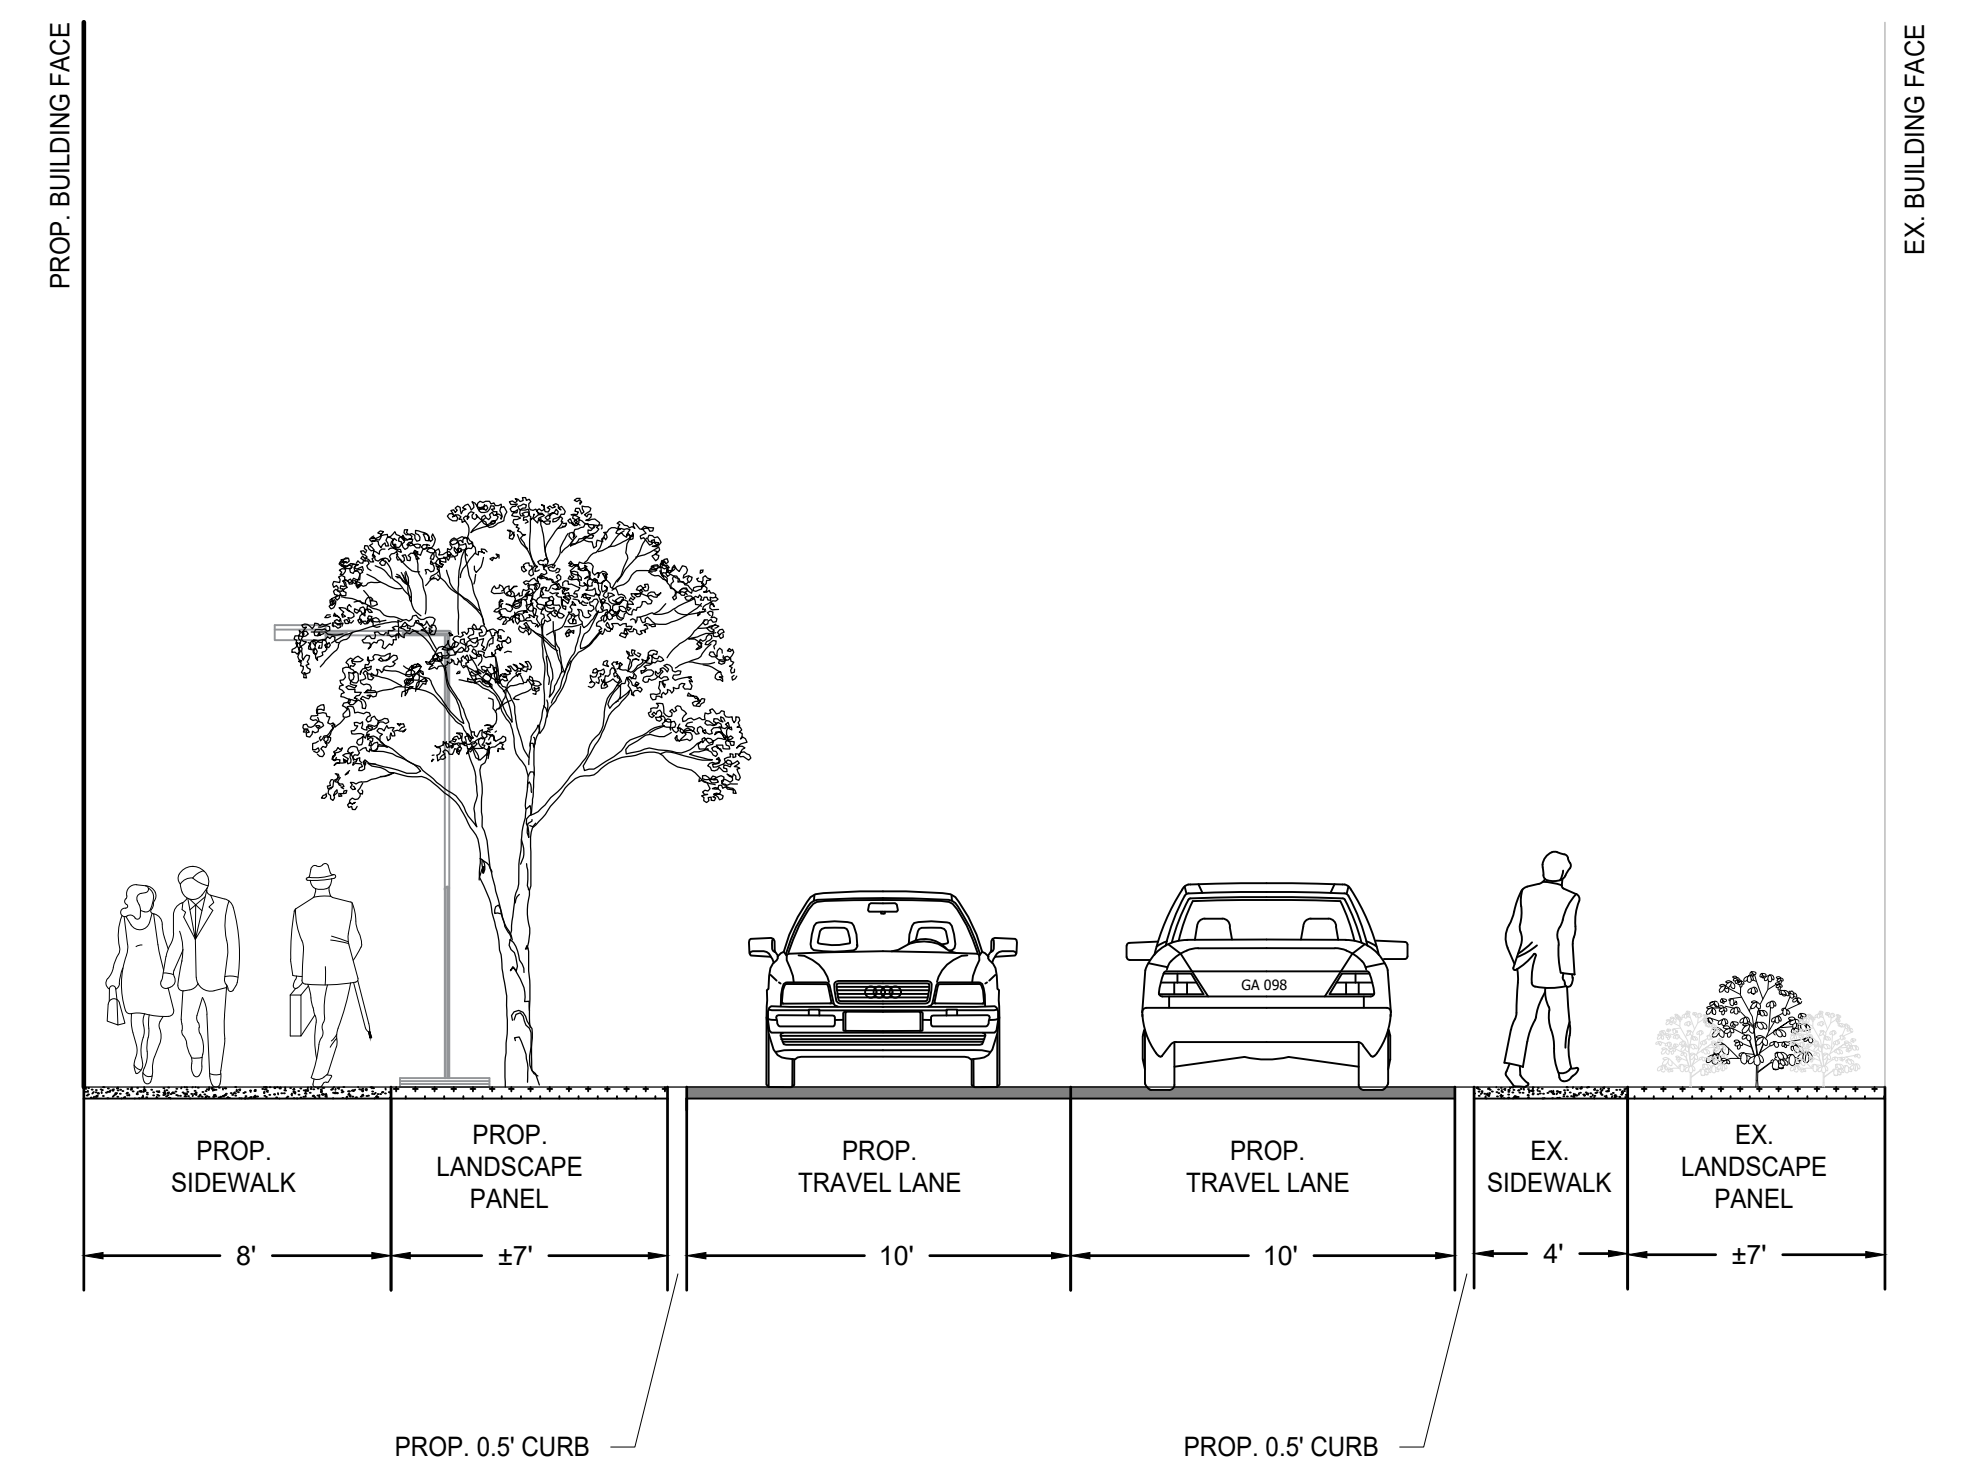 PROP. BUILDING FACE
EX. BUILDING FACE
GA 098
PROP.
SIDEWALK
8'
PROP.
LANDSCAPE
PANEL
±7'
PROP.
TRAVEL LANE
10'
PROP.
TRAVEL LANE
10'
EX.
SIDEWALK
4'
EX.
LANDSCAPE
PANEL
±7'
PROP. 0.5' CURB
PROP. 0.5' CURB